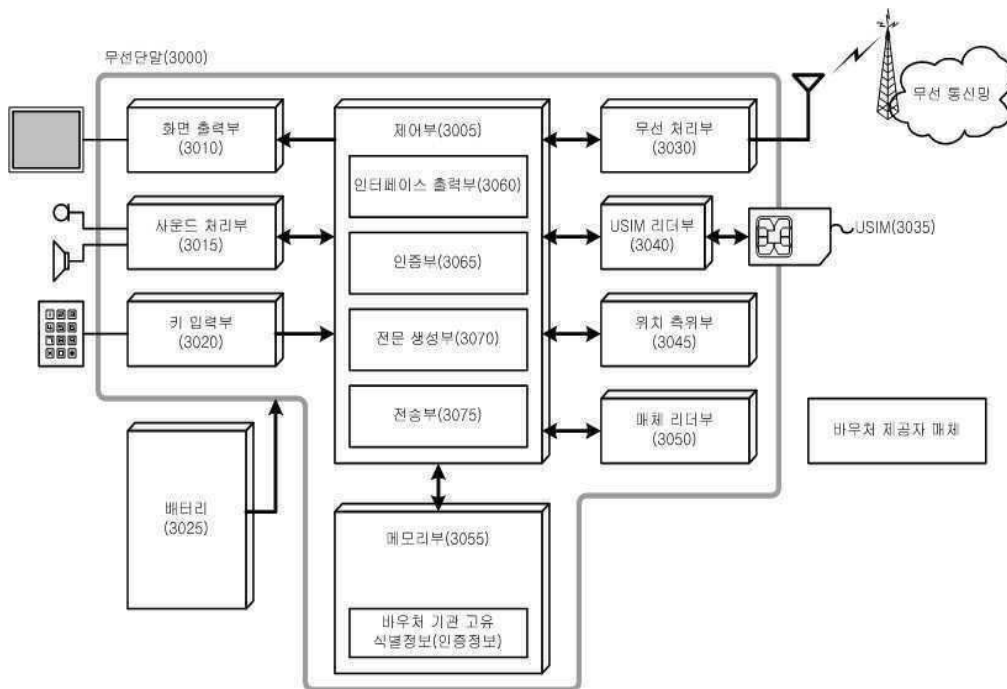 무선단말(3000)
화면 출력부
(3010)
사운드 처리부
(3015)
키 입력부
(3020)
배터리
(3025)
제어부(3005)
인터페이스 출력부(3060)
인증부(3065)
전문 생성부(3070)
전송부(3075)
메모리부(3055)
바우처 기관 고유
식별정보(인증정보)
무선 처리부
(3030)
USIM 리더부
(3040)
위치 측위부
(3045)
매체 리더부
(3050)
무선 통신망
USIM(3035)
바우처 제공자 매체